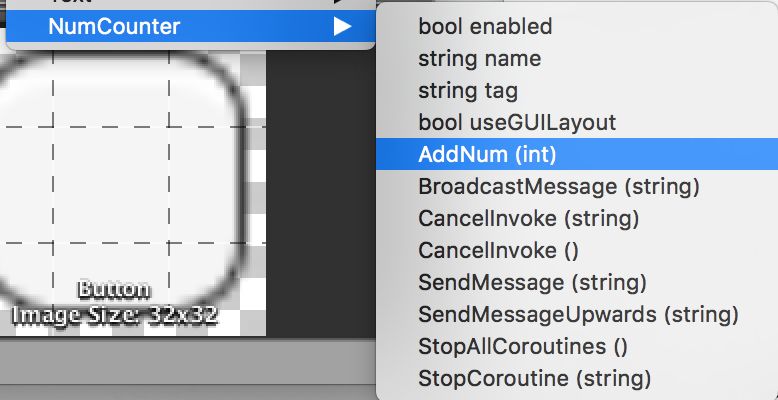 Text
NumCounter
bool enabled
string name
string tag
bool useGUILayout
AddNum (int)
BroadcastMessage (string)
CancelInvoke (string)
CancelInvoke ()
SendMessage (string)
SendMessageUpwards (string)
StopAllCoroutines ()
StopCoroutine (string)
Button
Image Size: 32x32